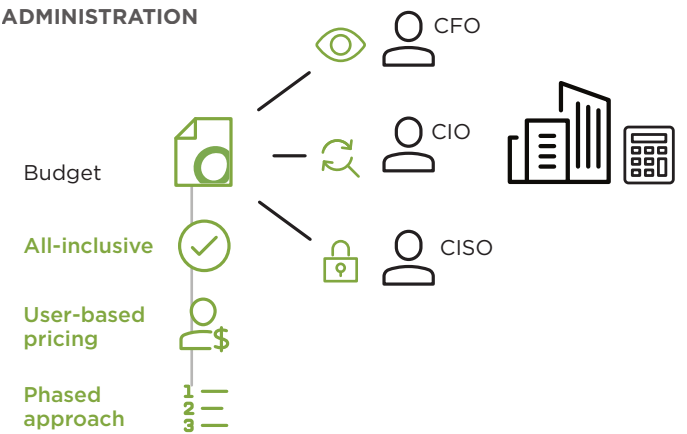 ADMINISTRATION
CFO
CIO
Budget
All-inclusive
CISO
User-based
pricing
$
Phased
approach
1
2
3